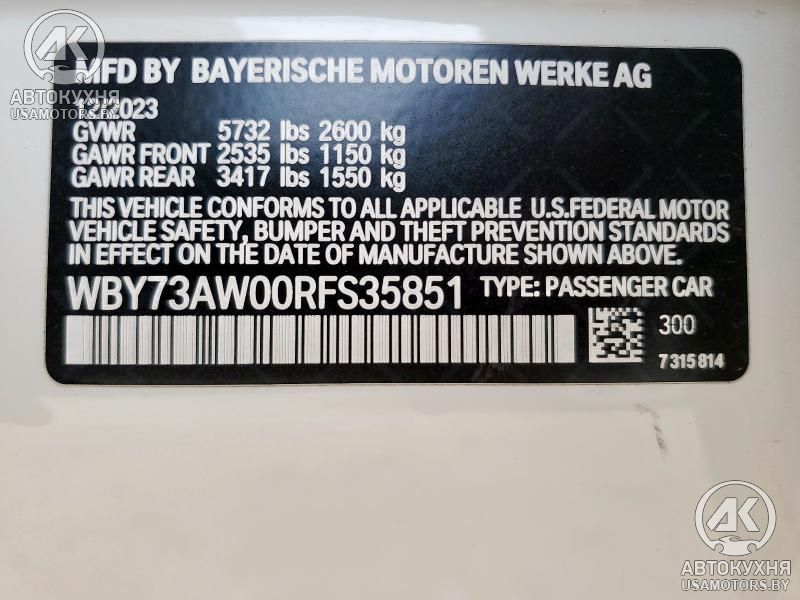 AK
АВТОКУХНЯ
USAMOTORS.BY
MFD BY BAYERISCHE MOTOREN WERKE AG
GVWR 5732 lbs 2600 kg
GAWR FRONT 2535 lbs 1150 kg
GAWR REAR 3417 lbs 1550 kg
THIS VEHICLE CONFORMS TO ALL APPLICABLE U.S.FEDERAL MOTOR
VEHICLE SAFETY, BUMPER AND THEFT PREVENTION STANDARDS
IN EFFECT ON THE DATE OF MANUFACTURE SHOWN ABOVE.
WBY73AW00RFS35851 TYPE: PASSENGER CAR
300
7315814
AK
АВТОКУХНЯ
USAMOTORS.BY